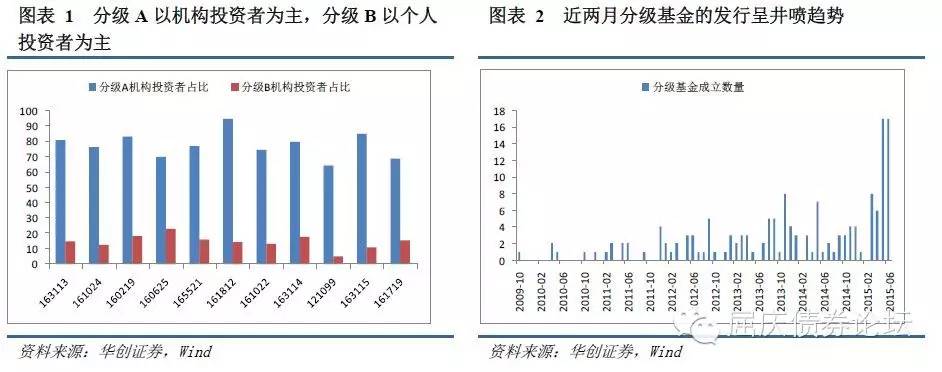 图表 1 分级 A 以机构投资者为主，分级 B 以个人
投资者为主
分级A机构投资者占比 分级B机构投资者占比
100
90
80
70
60
50
40
30
20
10
0
163113 161024 160219 160625 165521 161812 161022 163114 121099 163115 161719
资料来源：华创证券，Wind
图表 2 近两月分级基金的发行呈井喷趋势
分级基金成立数量
18
16
14
12
10
8
6
4
2
0
2009-10 2010-02 2010-06 2010-10 2011-02 2011-06 2011-10 2012-02 2012-06 2012-10 2013-02 2013-06 2013-10 2014-02 2014-06 2014-10 2015-02 2015-06
屈庆债券论坛
资料来源：华创证券，Wind